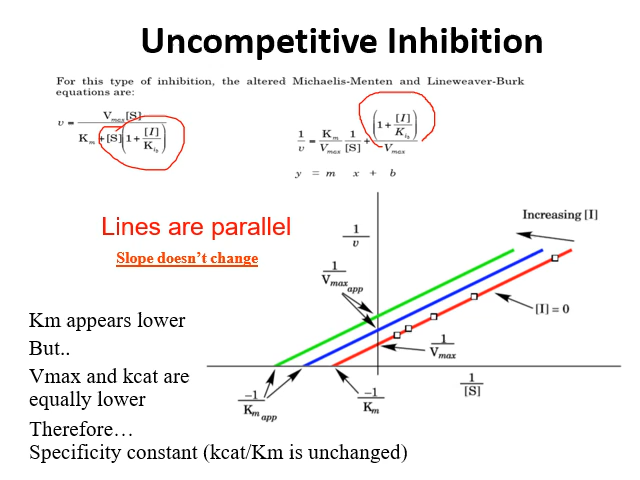 Uncompetitive Inhibition
For this type of inhibition, the altered Michaelis-Menten and Lineweaver-Burk
equations are:
υ = Vmax[S] / Km + [S](1 + [I]/Kis)
1/υ = Km/Vmax 1/[S] + (1 + [I]/Kis)/Vmax
y = m x + b
Lines are parallel
Slope doesn't change
Increasing [I]
1/υ
1/Vmax app
[I] = 0
1/Vmax
Km appears lower
But..
Vmax and kcat are
equally lower
Therefore…
Specificity constant (kcat/Km is unchanged)
-1/Km app
-1/Km
1/[S]